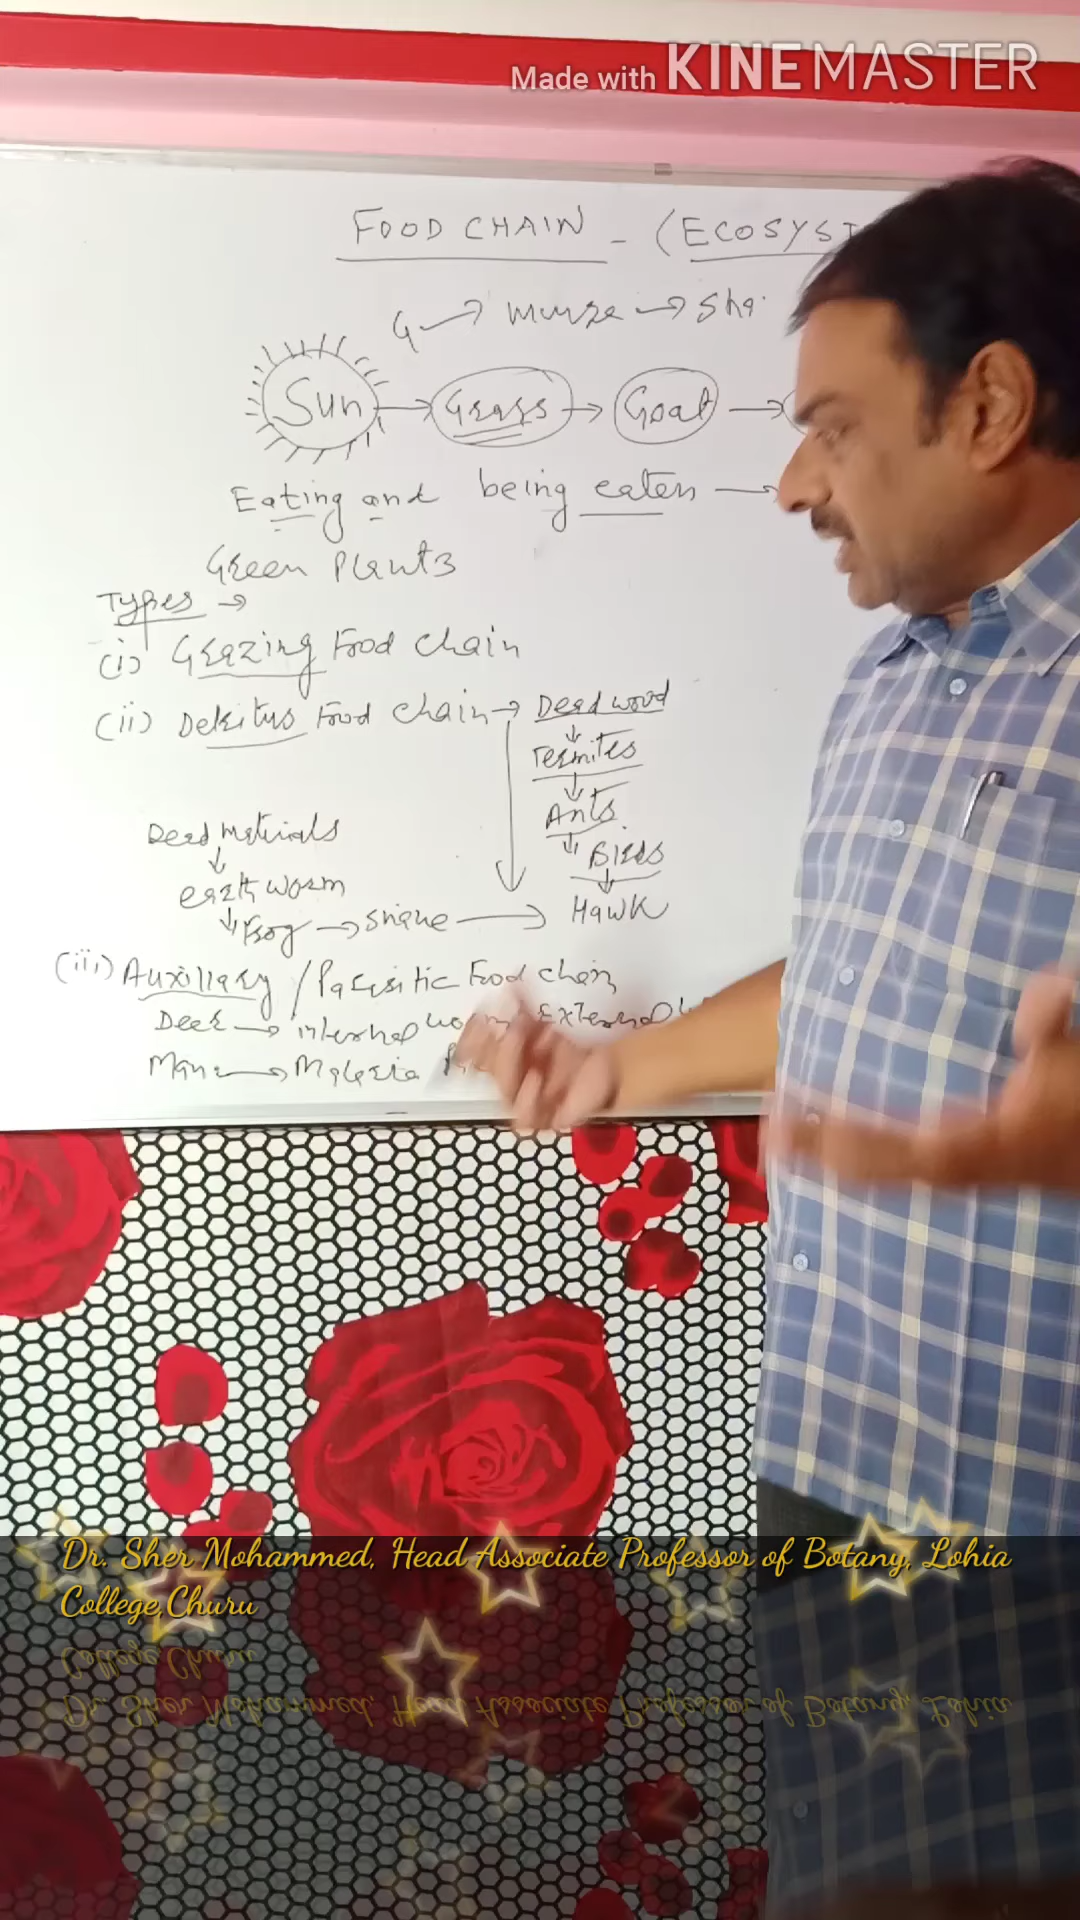 Made with KINEMASTER
FOOD CHAIN - (ECOSYST
G → → Sna
Sun → Grass → Goat →
Eating and being eaten →
Green Plants
Types →
(i) Grazing Food chain
(ii) Detritus Food chain → Dead wood
Termites
Ants
Birds
Hawk
Dead materials
earthworm
Frog → snake →
(iii) Auxillary / Parasitic Food chain
Deer → internal worm, External
Man → Malaria
Dr. Sher Mohammed, Head Associate Professor of Botany, Lohia
College,Churu